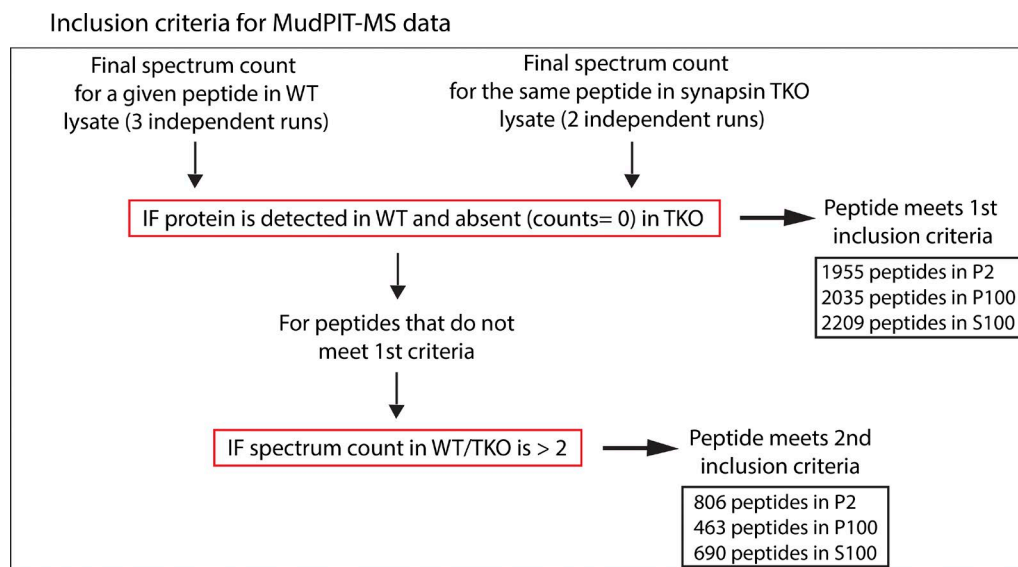 Inclusion criteria for MudPIT-MS data
Final spectrum count
for a given peptide in WT
lysate (3 independent runs)
Final spectrum count
for the same peptide in synapsin TKO
lysate (2 independent runs)
IF protein is detected in WT and absent (counts= 0) in TKO
Peptide meets 1st
inclusion criteria
1955 peptides in P2
2035 peptides in P100
2209 peptides in S100
For peptides that do not
meet 1st criteria
IF spectrum count in WT/TKO is > 2
Peptide meets 2nd
inclusion criteria
806 peptides in P2
463 peptides in P100
690 peptides in S100